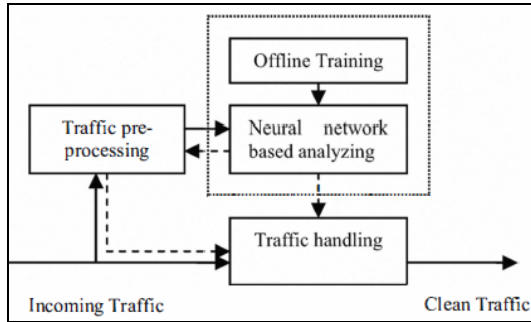 Offline Training
Traffic pre-
processing
Neural network
based analyzing
Traffic handling
Incoming Traffic
Clean Traffic